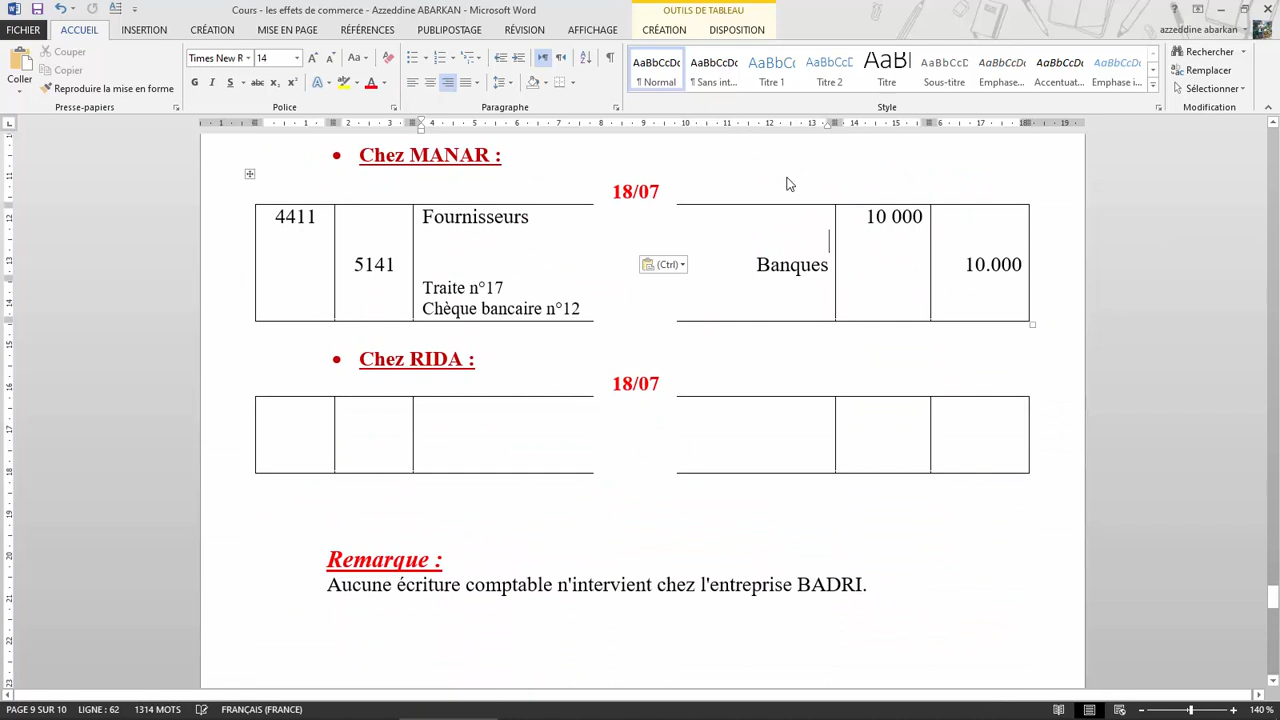 Cours - les effets de commerce - Azzeddine ABARKAN - Microsoft Word
OUTILS DE TABLEAU
FICHIER ACCUEIL INSERTION CRÉATION MISE EN PAGE RÉFÉRENCES PUBLIPOSTAGE RÉVISION AFFICHAGE CRÉATION DISPOSITION azzeddine abarkan
Coller
Couper
Copier
Reproduire la mise en forme
Presse-papiers
Times New R 14
G I S abc x₂ x²
Police
Paragraphe
AaBbCcDc AaBbCcDc AaBbCc AaBbCcD AaBl AaBbCcD AaBbCcDc AaBbCcDc AaBbCcDc
¶ Normal ¶ Sans int... Titre 1 Titre 2 Titre Sous-titre Emphase... Accentuat... Emphase i...
Style
Rechercher
Remplacer
Sélectionner
Modification
• Chez MANAR :
18/07
4411 Fournisseurs 10 000
5141 Banques 10.000
(Ctrl)
Traite n°17
Chèque bancaire n°12
• Chez RIDA :
18/07
Remarque :
Aucune écriture comptable n'intervient chez l'entreprise BADRI.
PAGE 9 SUR 10 LIGNE : 62 1314 MOTS FRANÇAIS (FRANCE) 140 %